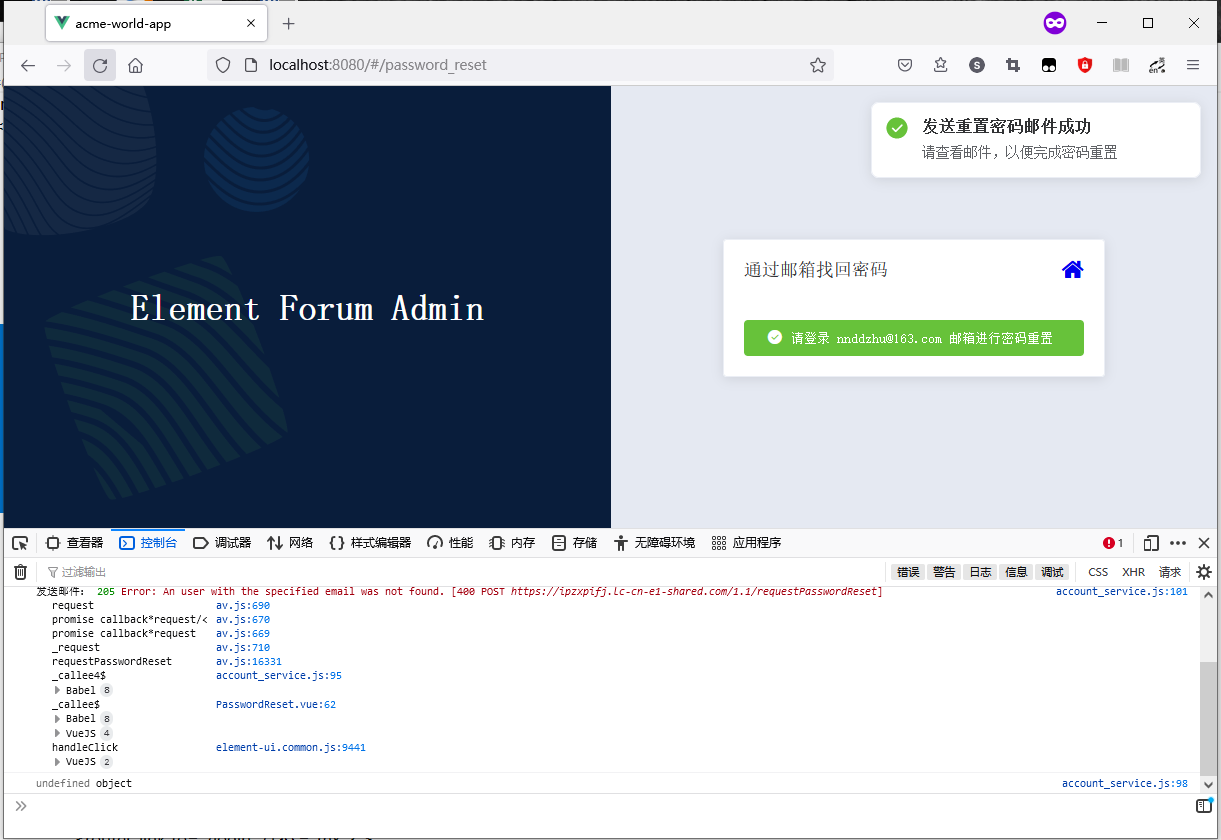 acme-world-app
localhost:8080/#/password_reset
发送重置密码邮件成功
请查看邮件，以便完成密码重置
Element Forum Admin
通过邮箱找回密码
请登录 nnddzhu@163.com 邮箱进行密码重置
查看器 控制台 调试器 网络 样式编辑器 性能 内存 存储 无障碍环境 应用程序 1
过滤输出 错误 警告 日志 信息 调试 CSS XHR 请求
发送邮件： 205 Error: An user with the specified email was not found. [400 POST https://ipzxpifj.lc-cn-e1-shared.com/1.1/requestPasswordReset] account_service.js:101
request av.js:690
promise callback*request/< av.js:670
promise callback*request av.js:669
_request av.js:710
requestPasswordReset av.js:16331
_callee4$ account_service.js:95
Babel 8
_callee$ PasswordReset.vue:62
Babel 8
VueJS 4
handleClick element-ui.common.js:9441
VueJS 2
undefined object account_service.js:98